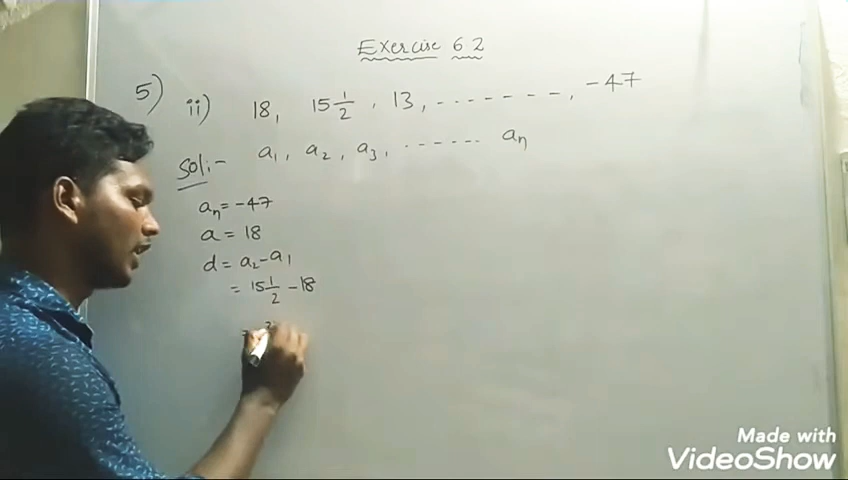 Exercise 6.2
5) ii) 18, 15 1/2, 13, - - - - - - -, -47
Sol:- a₁, a₂, a₃, ....... aₙ
aₙ = -47
a = 18
d = a₂-a₁
= 15 1/2 - 18
Made with
VideoShow